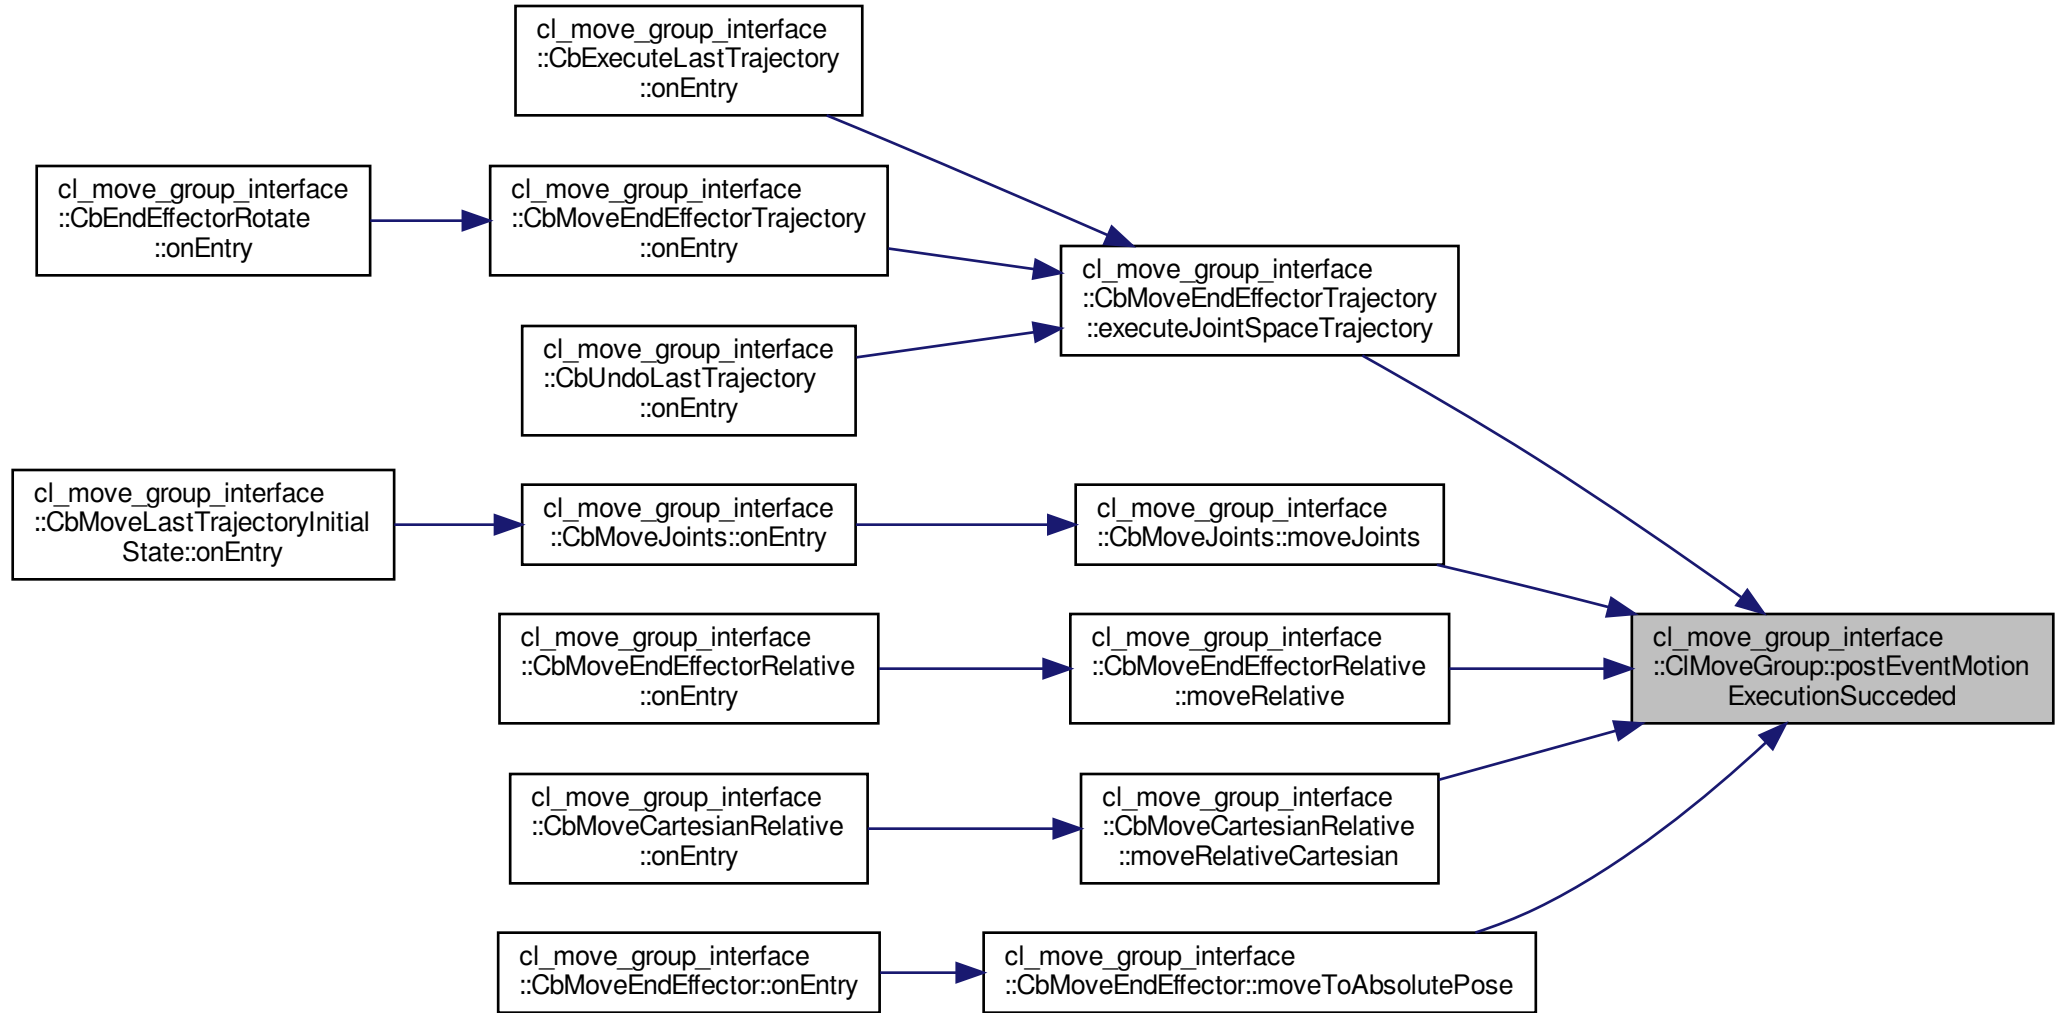 cl_move_group_interface
::CbExecuteLastTrajectory
::onEntry
cl_move_group_interface
::CbEndEffectorRotate
::onEntry
cl_move_group_interface
::CbMoveEndEffectorTrajectory
::onEntry
cl_move_group_interface
::CbMoveEndEffectorTrajectory
::executeJointSpaceTrajectory
cl_move_group_interface
::CbUndoLastTrajectory
::onEntry
cl_move_group_interface
::CbMoveLastTrajectoryInitial
State::onEntry
cl_move_group_interface
::CbMoveJoints::onEntry
cl_move_group_interface
::CbMoveJoints::moveJoints
cl_move_group_interface
::CbMoveEndEffectorRelative
::onEntry
cl_move_group_interface
::CbMoveEndEffectorRelative
::moveRelative
cl_move_group_interface
::ClMoveGroup::postEventMotion
ExecutionSucceded
cl_move_group_interface
::CbMoveCartesianRelative
::onEntry
cl_move_group_interface
::CbMoveCartesianRelative
::moveRelativeCartesian
cl_move_group_interface
::CbMoveEndEffector::onEntry
cl_move_group_interface
::CbMoveEndEffector::moveToAbsolutePose